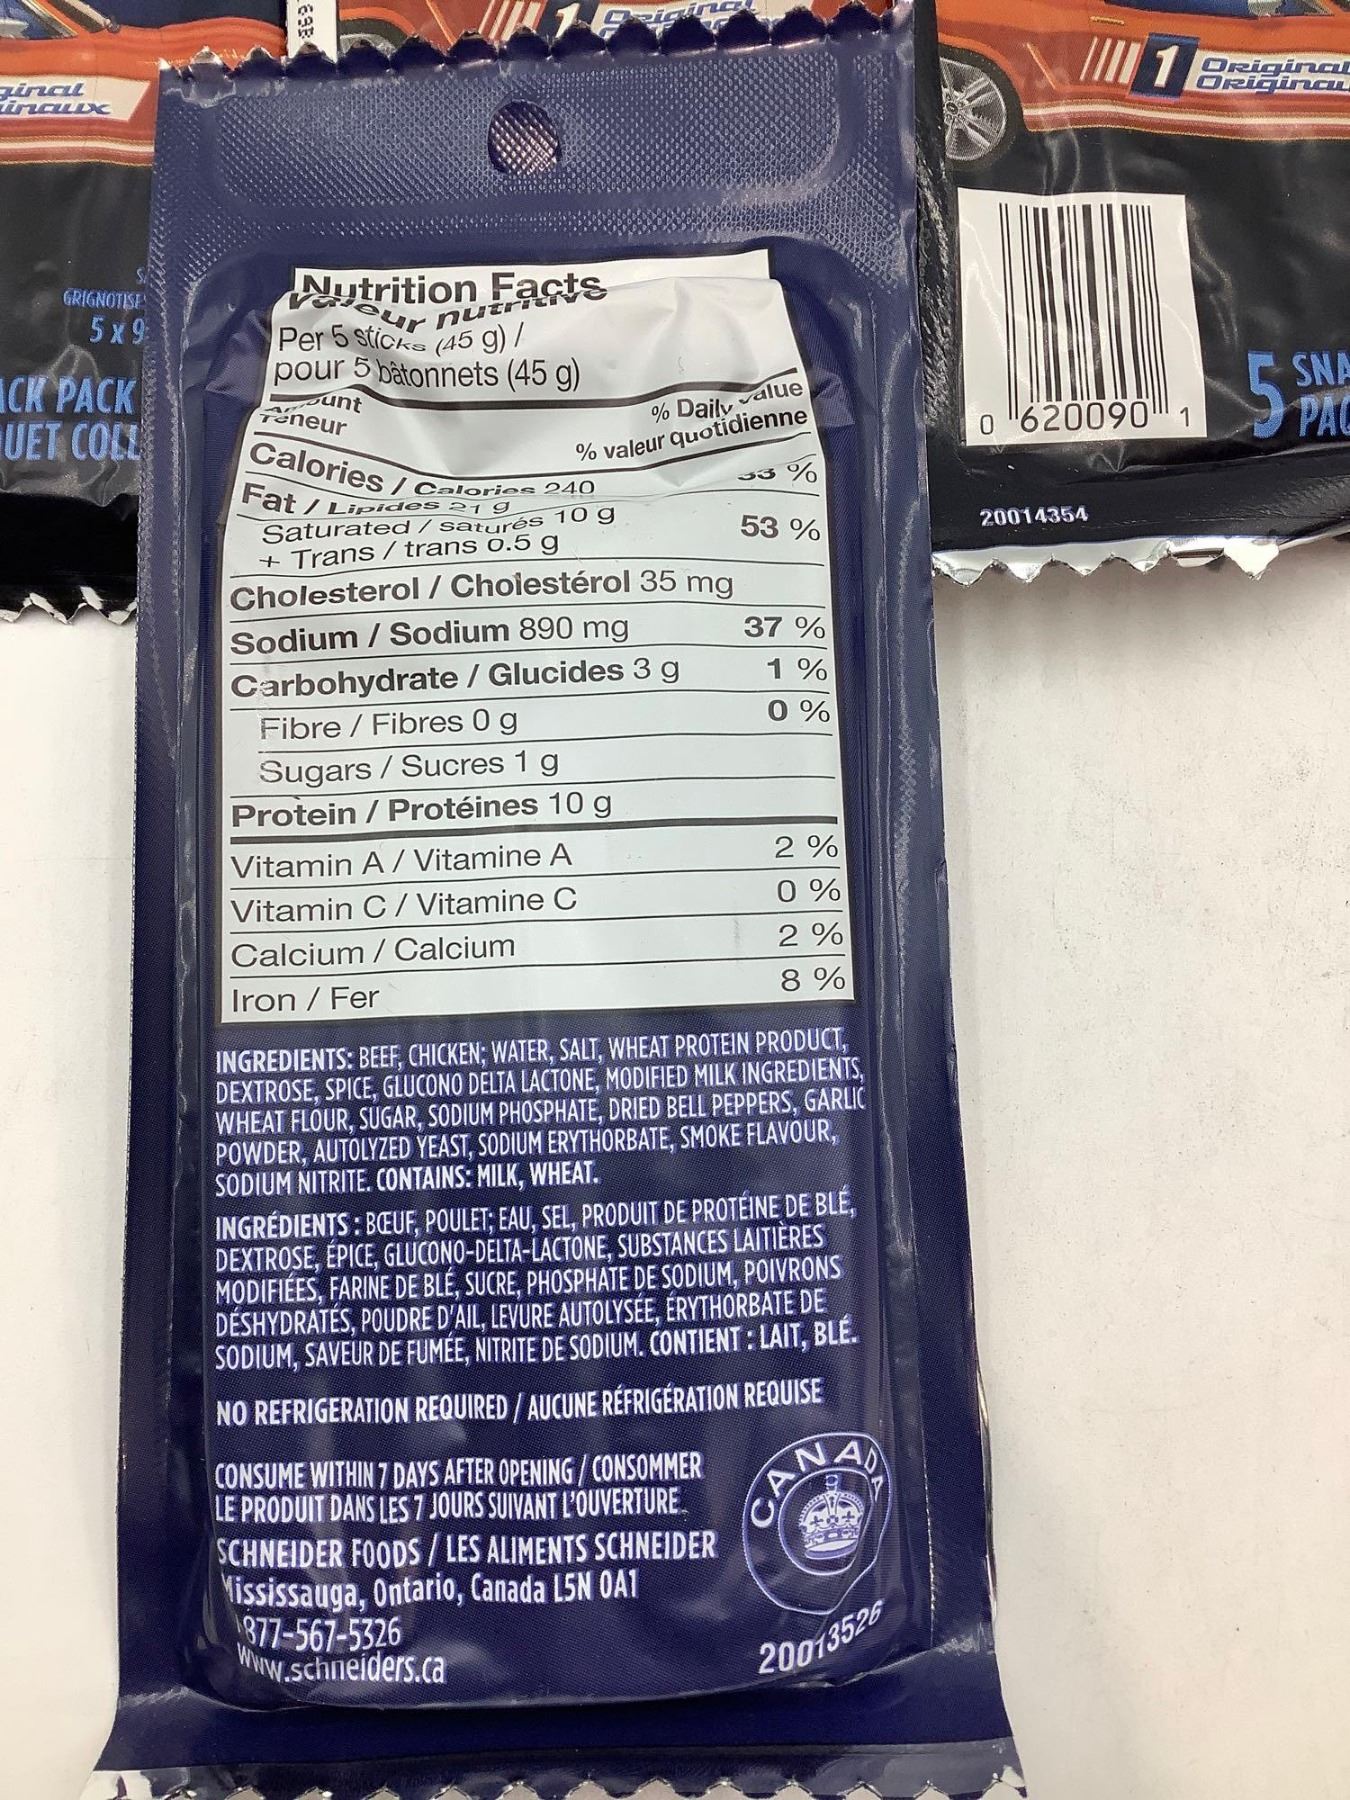 ginal
inaux
GRIGNOTISE
5 x 9
ACK PACK
QUET COLL
Original
1 Original
Original
0 620090 1
5 SNA
PAC
20014354
Nutrition Facts
Valeur nutritive
Per 5 sticks (45 g) /
pour 5 bâtonnets (45 g)
Amount % Daily Value
Teneur % valeur quotidienne
Calories / Calories 240
Fat / Lipides 21 g 33 %
Saturated / saturés 10 g 53 %
+ Trans / trans 0.5 g
Cholesterol / Cholestérol 35 mg
Sodium / Sodium 890 mg 37 %
Carbohydrate / Glucides 3 g 1 %
Fibre / Fibres 0 g 0 %
Sugars / Sucres 1 g
Protein / Protéines 10 g
Vitamin A / Vitamine A 2 %
Vitamin C / Vitamine C 0 %
Calcium / Calcium 2 %
Iron / Fer 8 %
INGREDIENTS: BEEF, CHICKEN; WATER, SALT, WHEAT PROTEIN PRODUCT,
DEXTROSE, SPICE, GLUCONO DELTA LACTONE, MODIFIED MILK INGREDIENTS,
WHEAT FLOUR, SUGAR, SODIUM PHOSPHATE, DRIED BELL PEPPERS, GARLIC
POWDER, AUTOLYZED YEAST, SODIUM ERYTHORBATE, SMOKE FLAVOUR,
SODIUM NITRITE. CONTAINS: MILK, WHEAT.
INGRÉDIENTS : BŒUF, POULET; EAU, SEL, PRODUIT DE PROTÉINE DE BLÉ,
DEXTROSE, ÉPICE, GLUCONO-DELTA-LACTONE, SUBSTANCES LAITIÈRES
MODIFIÉES, FARINE DE BLÉ, SUCRE, PHOSPHATE DE SODIUM, POIVRONS
DÉSHYDRATÉS, POUDRE D'AIL, LEVURE AUTOLYSÉE, ÉRYTHORBATE DE
SODIUM, SAVEUR DE FUMÉE, NITRITE DE SODIUM. CONTIENT : LAIT, BLÉ.
NO REFRIGERATION REQUIRED / AUCUNE RÉFRIGÉRATION REQUISE
CONSUME WITHIN 7 DAYS AFTER OPENING / CONSOMMER
LE PRODUIT DANS LES 7 JOURS SUIVANT L'OUVERTURE.
SCHNEIDER FOODS / LES ALIMENTS SCHNEIDER
Mississauga, Ontario, Canada L5N 0A1
877-567-5326
www.schneiders.ca
CANADA
20013526